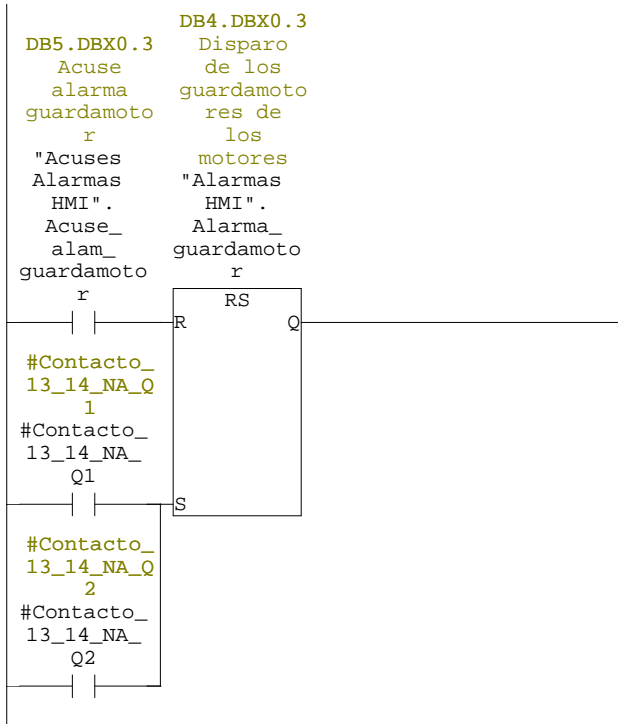 DB5.DBX0.3
Acuse
alarma
guardamoto
r
"Acuses
Alarmas
HMI".
Acuse_
alam_
guardamoto
r
DB4.DBX0.3
Disparo
de los
guardamoto
res de
los
motores
"Alarmas
HMI".
Alarma_
guardamoto
r
RS
R
Q
#Contacto_
13_14_NA_Q
1
#Contacto_
13_14_NA_
Q1
S
#Contacto_
13_14_NA_Q
2
#Contacto_
13_14_NA_
Q2